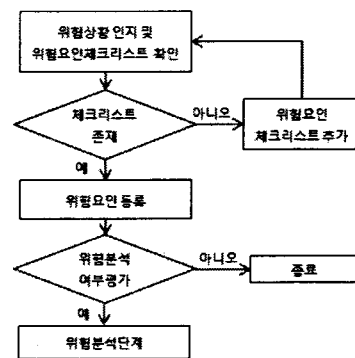 위험상황 인지 및
위험요인체크리스트 확인
체크리스트
존재
아니오
위험요인
체크리스트 추가
예
위험요인 등록
위험분석
여부평가
아니오
종료
예
위험분석단계